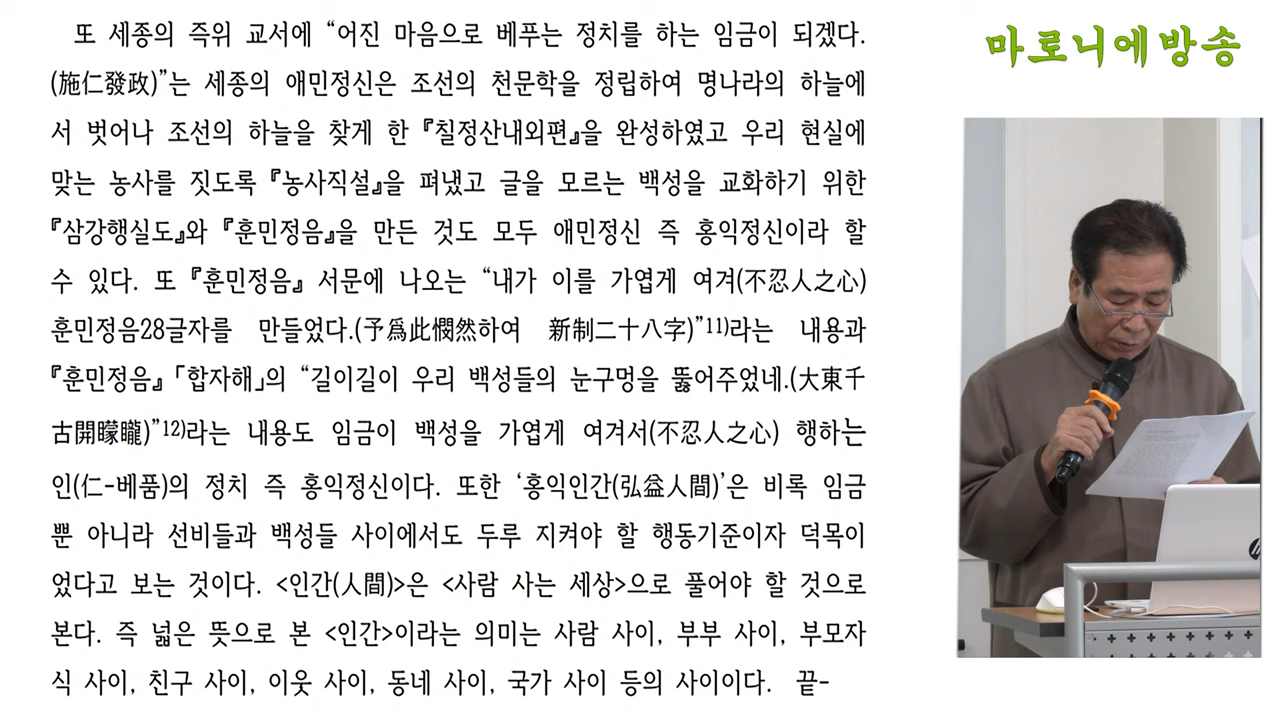 또 세종의 즉위 교서에 “어진 마음으로 베푸는 정치를 하는 임금이 되겠다.
(施仁發政)”는 세종의 애민정신은 조선의 천문학을 정립하여 명나라의 하늘에
서 벗어나 조선의 하늘을 찾게 한 『칠정산내외편』을 완성하였고 우리 현실에
맞는 농사를 짓도록 『농사직설』을 펴냈고 글을 모르는 백성을 교화하기 위한
『삼강행실도』와 『훈민정음』을 만든 것도 모두 애민정신 즉 홍익정신이라 할
수 있다. 또 『훈민정음』 서문에 나오는 “내가 이를 가엽게 여겨(不忍人之心)
훈민정음28글자를 만들었다.(予爲此憫然하여 新制二十八字)”11)라는 내용과
『훈민정음』 「합자해」의 “길이길이 우리 백성들의 눈구멍을 뚫어주었네.(大東千
古開矇矓)”12)라는 내용도 임금이 백성을 가엽게 여겨서(不忍人之心) 행하는
인(仁-베품)의 정치 즉 홍익정신이다. 또한 ‘홍익인간(弘益人間)’은 비록 임금
뿐 아니라 선비들과 백성들 사이에서도 두루 지켜야 할 행동기준이자 덕목이
었다고 보는 것이다. <인간(人間)>은 <사람 사는 세상>으로 풀어야 할 것으로
본다. 즉 넓은 뜻으로 본 <인간>이라는 의미는 사람 사이, 부부 사이, 부모자
식 사이, 친구 사이, 이웃 사이, 동네 사이, 국가 사이 등의 사이이다. 끝-
마로니에방송